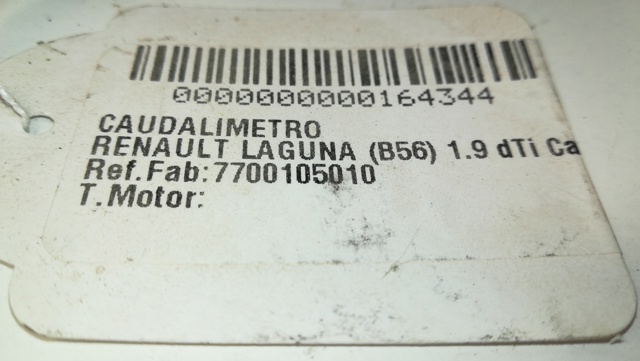 0000000000164344
CAUDALIMETRO
RENAULT LAGUNA (B56) 1.9 dTi Ca
Ref.Fab:7700105010
T.Motor: